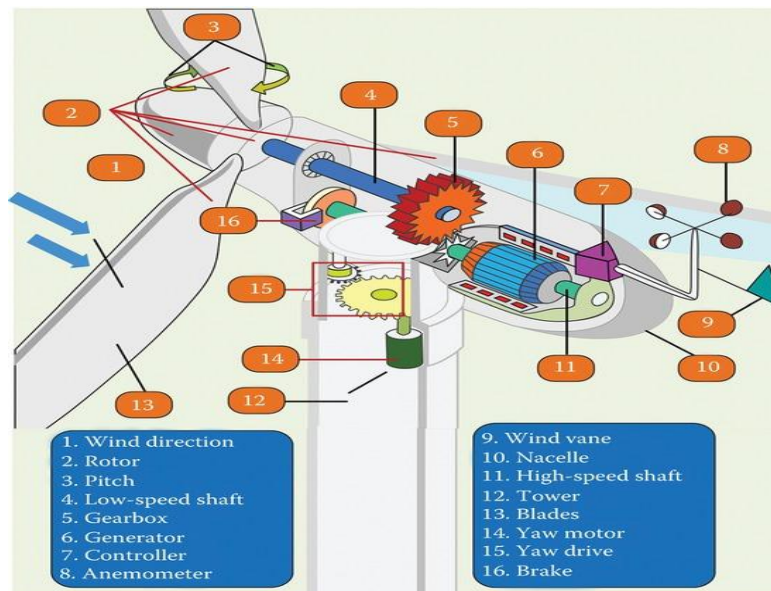 3
2
4
5
6
8
1
7
16
15
9
14
11
10
12
13
1. Wind direction
2. Rotor
3. Pitch
4. Low-speed shaft
5. Gearbox
6. Generator
7. Controller
8. Anemometer
9. Wind vane
10. Nacelle
11. High-speed shaft
12. Tower
13. Blades
14. Yaw motor
15. Yaw drive
16. Brake